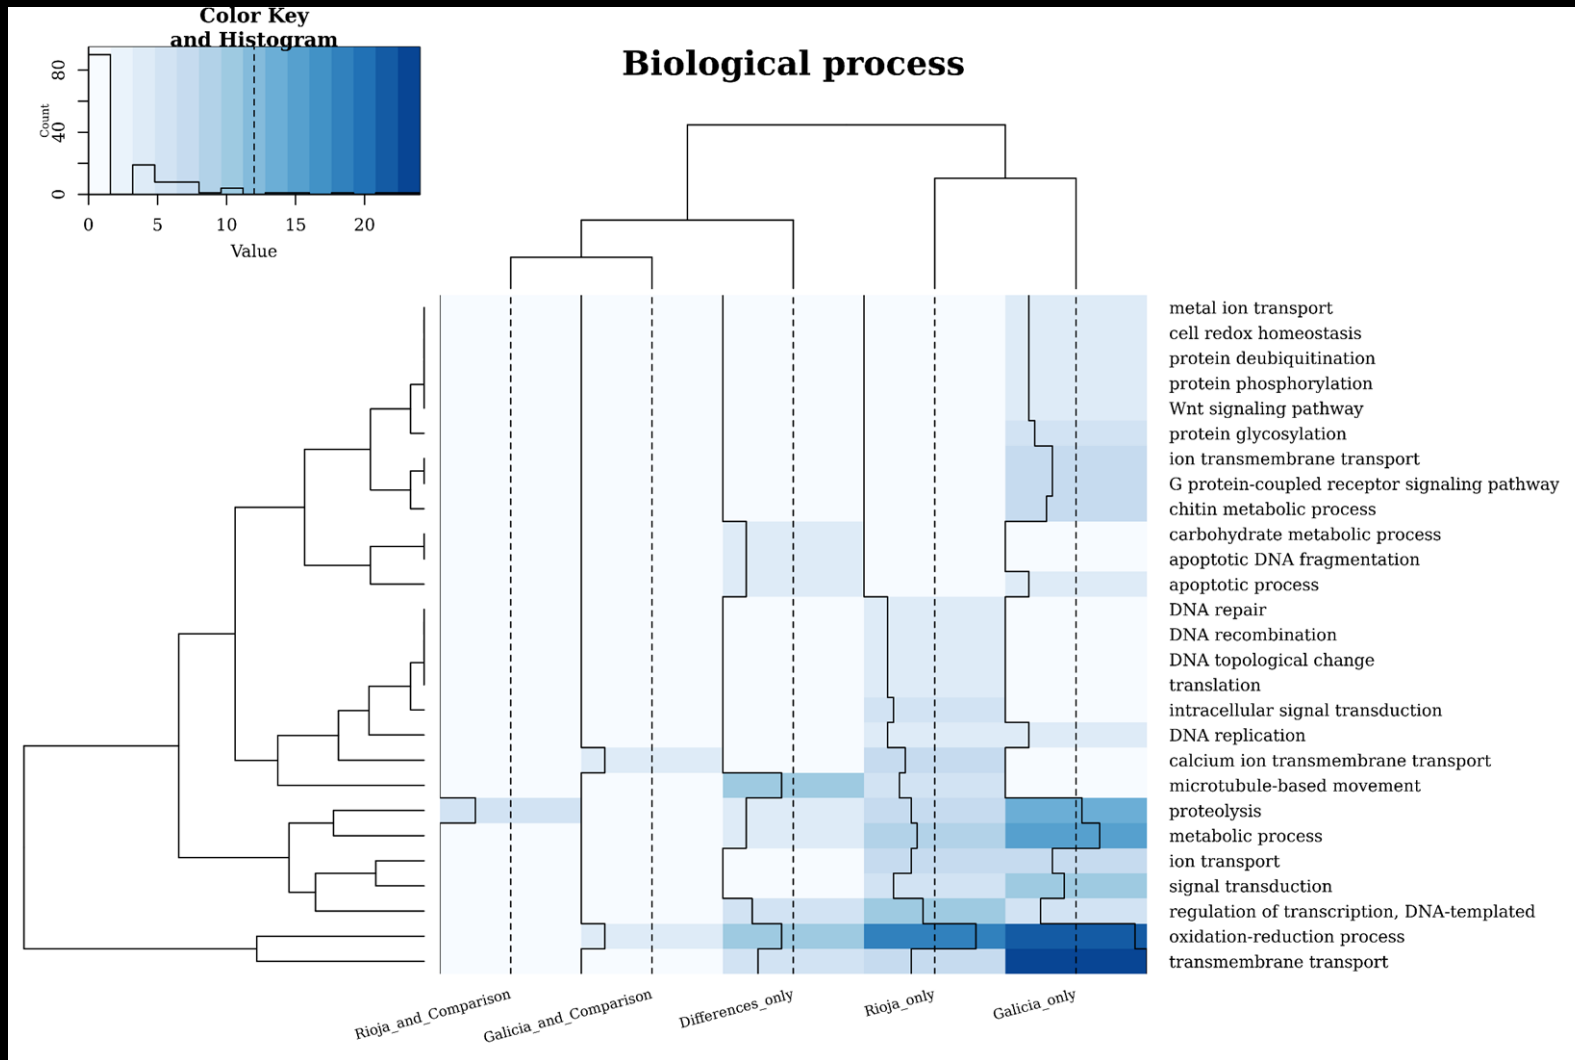 Color Key
and Histogram
Biological process
Count
0
40
80
0
5
10
15
20
Value
metal ion transport
cell redox homeostasis
protein deubiquitination
protein phosphorylation
Wnt signaling pathway
protein glycosylation
ion transmembrane transport
G protein-coupled receptor signaling pathway
chitin metabolic process
carbohydrate metabolic process
apoptotic DNA fragmentation
apoptotic process
DNA repair
DNA recombination
DNA topological change
translation
intracellular signal transduction
DNA replication
calcium ion transmembrane transport
microtubule-based movement
proteolysis
metabolic process
ion transport
signal transduction
regulation of transcription, DNA-templated
oxidation-reduction process
transmembrane transport
Rioja_and_Comparison
Galicia_and_Comparison
Differences_only
Rioja_only
Galicia_only